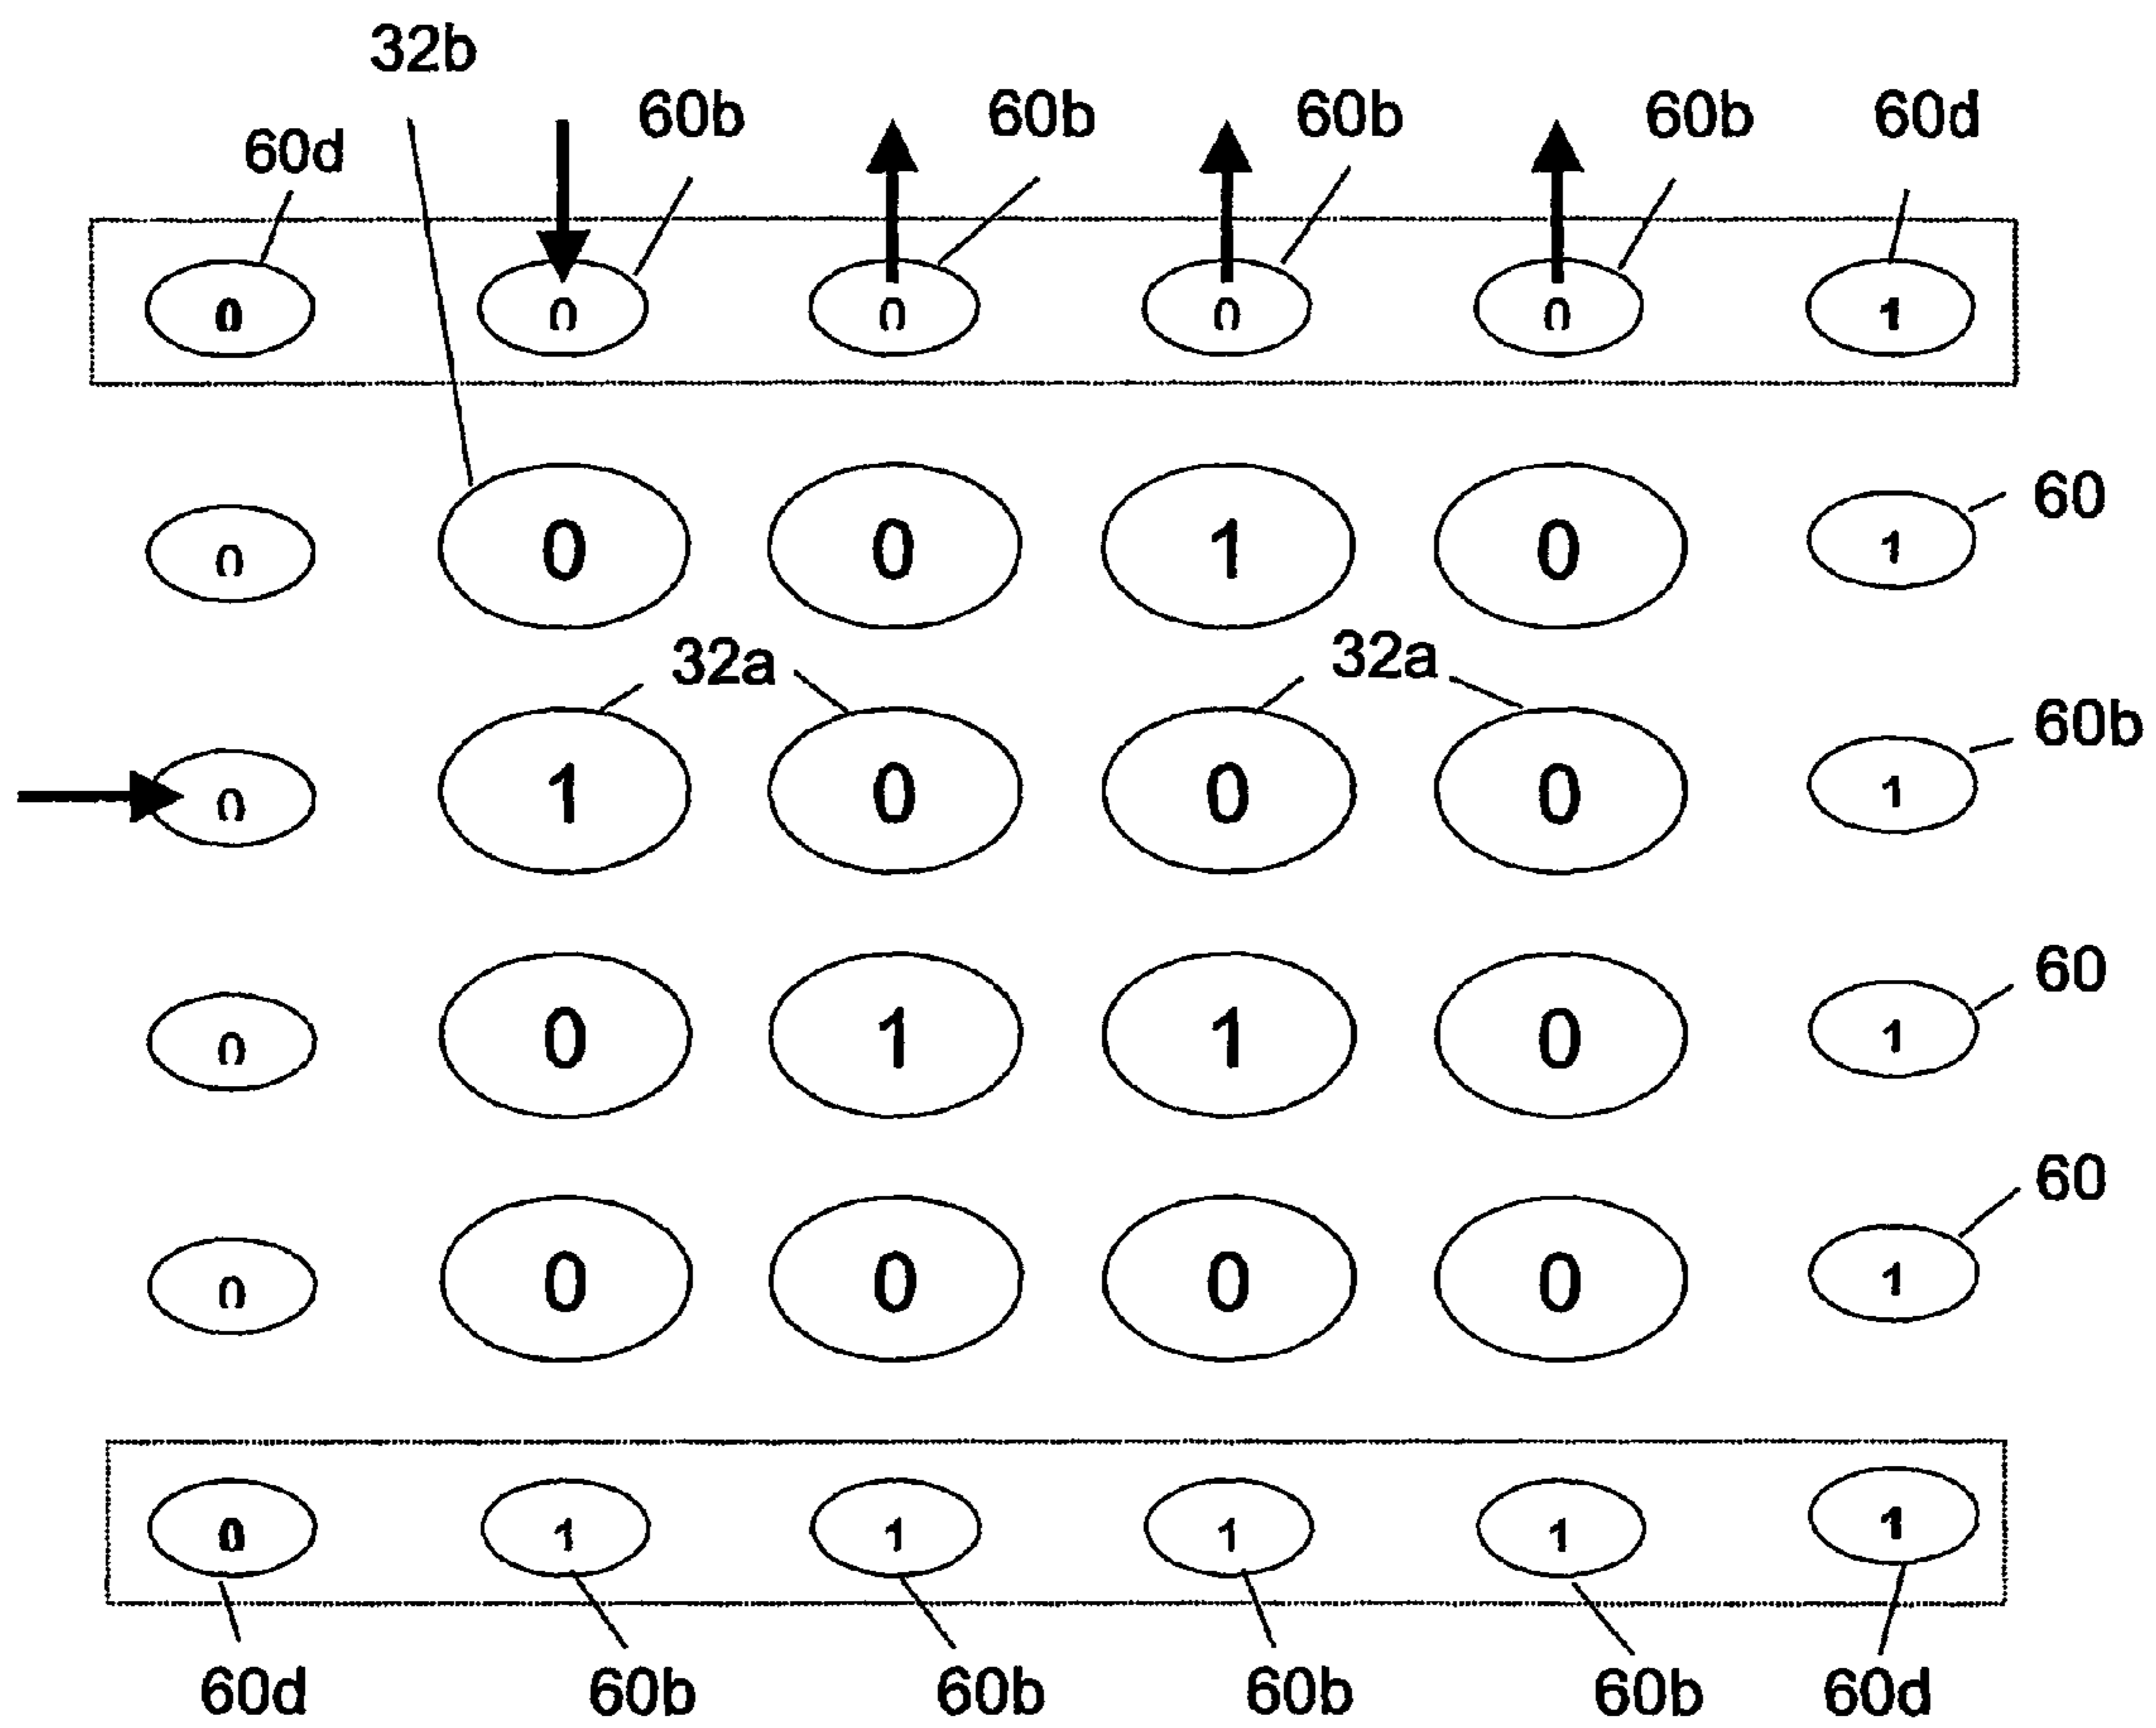 32b
60b 60b 60b 60b 60d
60d
0 0 0 0 0 1
60
0 0 0 1 0 1
32a 32a
60b
0 1 0 0 0 1
60
0 0 1 1 0 1
60
0 0 0 0 0 1
0 1 1 1 1 1
60d 60b 60b 60b 60b 60d